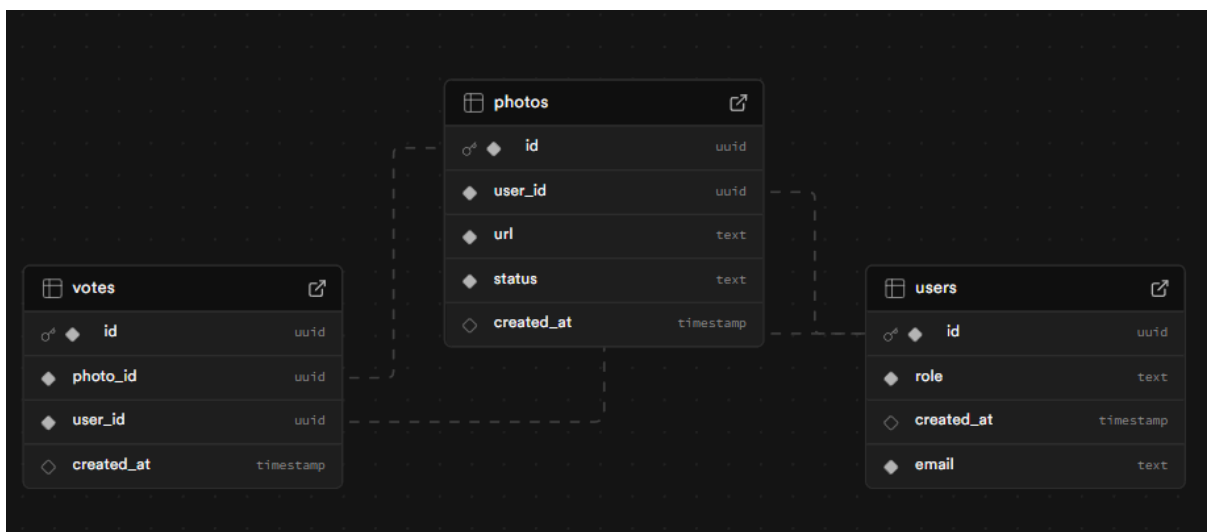 photos
id uuid
user_id uuid
url text
status text
created_at timestamp
votes
id uuid
photo_id uuid
user_id uuid
created_at timestamp
users
id uuid
role text
created_at timestamp
email text